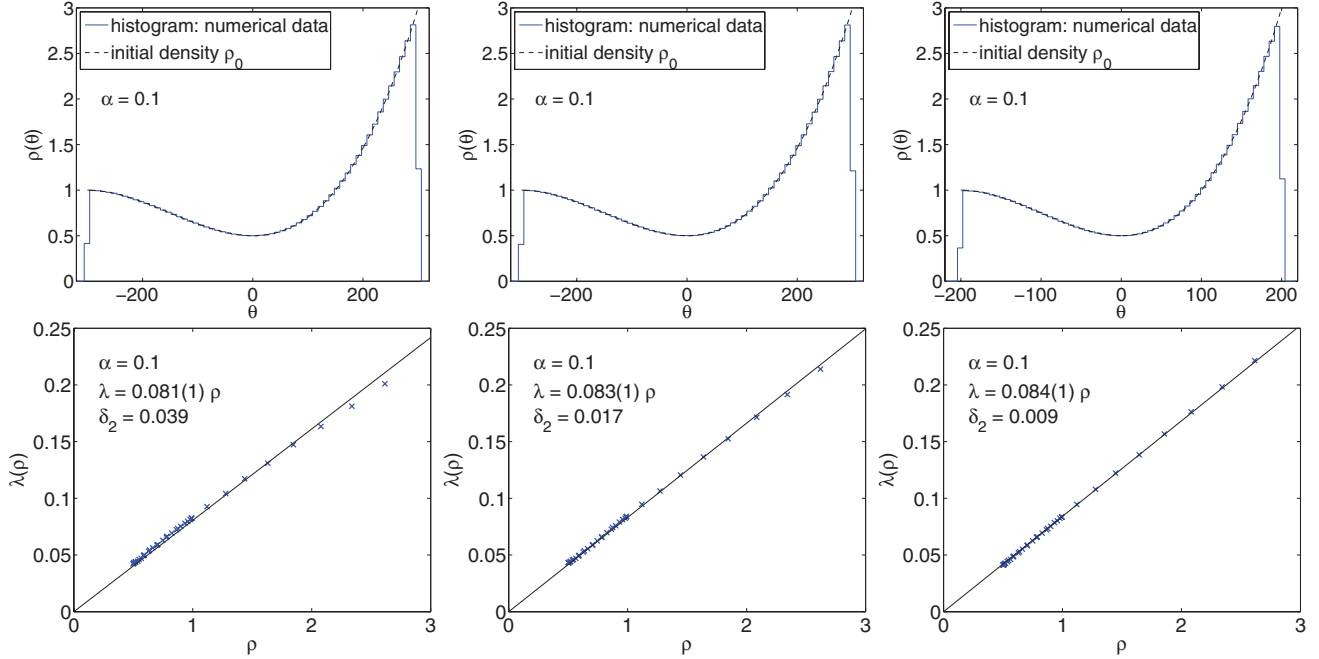 3
2.5
2
1.5
1
0.5
0
ρ(θ)
histogram: numerical data
initial density ρ₀
α = 0.1
−200
0
200
θ
3
2.5
2
1.5
1
0.5
0
ρ(θ)
histogram: numerical data
initial density ρ₀
α = 0.1
−200
0
200
θ
3
2.5
2
1.5
1
0.5
0
ρ(θ)
histogram: numerical data
initial density ρ₀
α = 0.1
−200
−100
0
100
200
θ
0.25
0.2
0.15
0.1
0.05
0
λ(ρ)
α = 0.1
λ = 0.081(1) ρ
δ₂ = 0.039
0
1
2
3
ρ
0.25
0.2
0.15
0.1
0.05
0
λ(ρ)
α = 0.1
λ = 0.083(1) ρ
δ₂ = 0.017
0
1
2
3
ρ
0.25
0.2
0.15
0.1
0.05
0
λ(ρ)
α = 0.1
λ = 0.084(1) ρ
δ₂ = 0.009
0
1
2
3
ρ